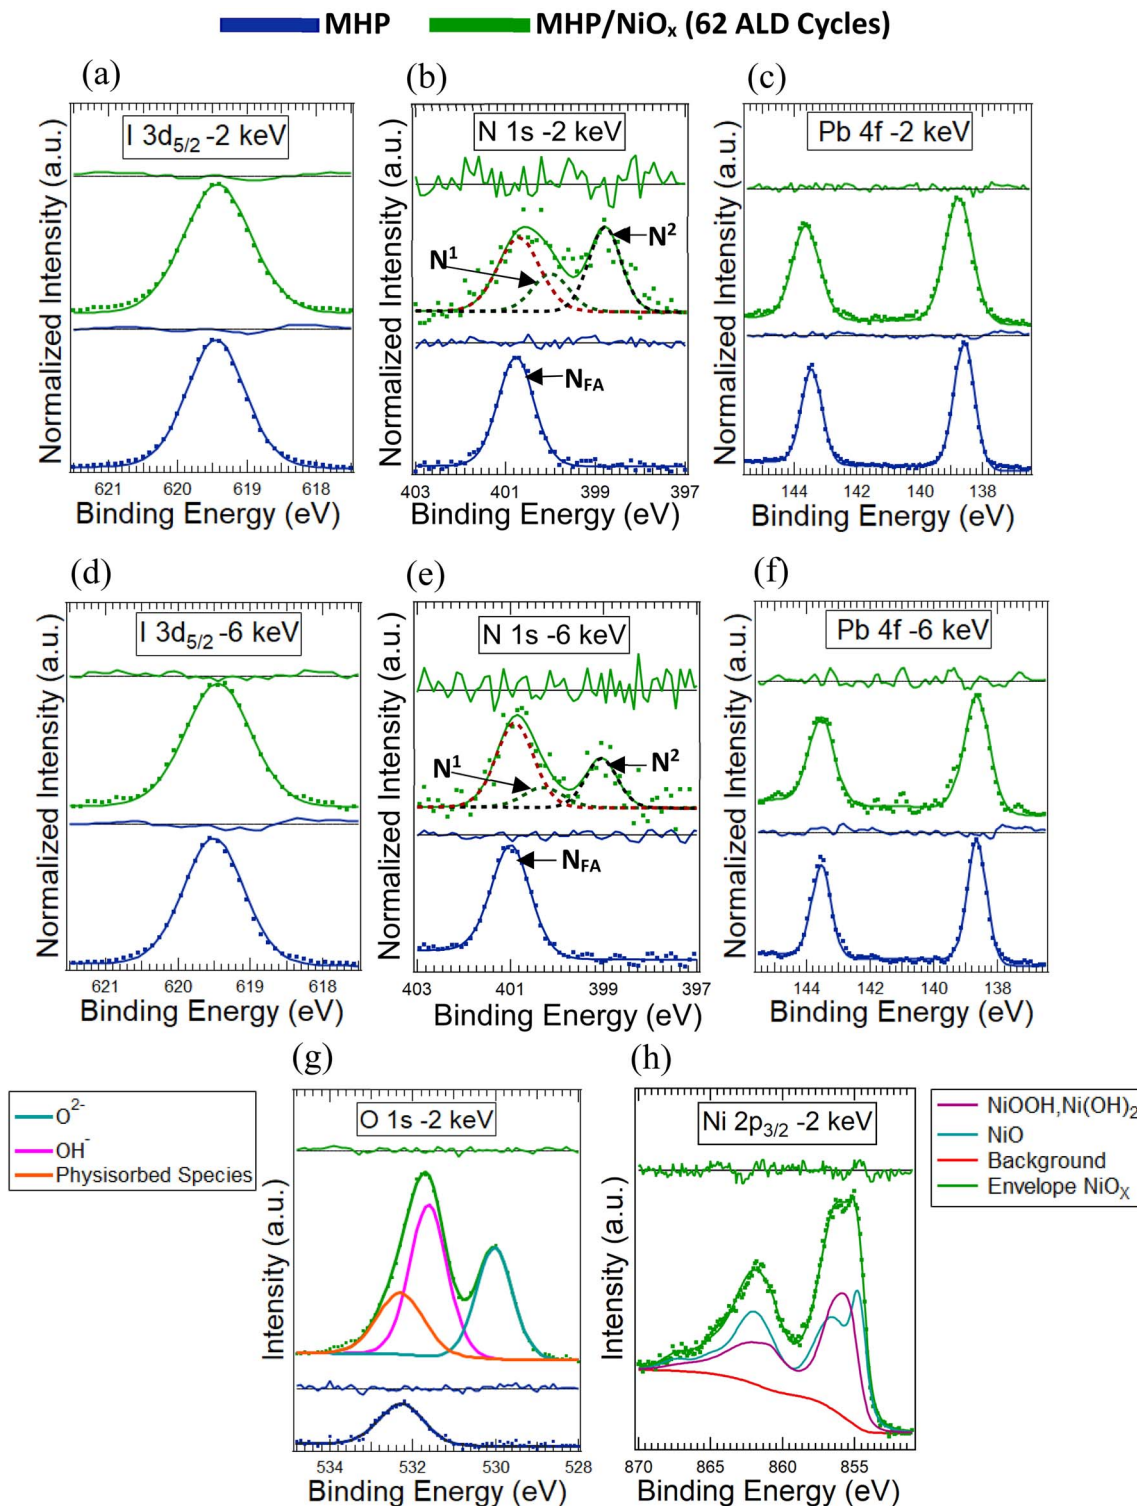 MHP MHP/NiOₓ (62 ALD Cycles)
(a) (b) (c)
I 3d₅/₂ -2 keV N 1s -2 keV Pb 4f -2 keV
Normalized Intensity (a.u.)
Normalized Intensity (a.u.)
Normalized Intensity (a.u.)
N¹ N²
N_FA
621 620 619 618
403 401 399 397
144 142 140 138
Binding Energy (eV) Binding Energy (eV) Binding Energy (eV)
(d) (e) (f)
I 3d₅/₂ -6 keV N 1s -6 keV Pb 4f -6 keV
Normalized Intensity (a.u.)
Normalized Intensity (a.u.)
Normalized Intensity (a.u.)
N¹ N²
N_FA
621 620 619 618
403 401 399 397
144 142 140 138
Binding Energy (eV) Binding Energy (eV) Binding Energy (eV)
(g) (h)
O²⁻
OH⁻
Physisorbed Species
O 1s -2 keV Ni 2p₃/₂ -2 keV
NiOOH,Ni(OH)₂
NiO
Background
Envelope NiOₓ
Intensity (a.u.)
Intensity (a.u.)
534 532 530 528
870 865 860 855
Binding Energy (eV) Binding Energy (eV)